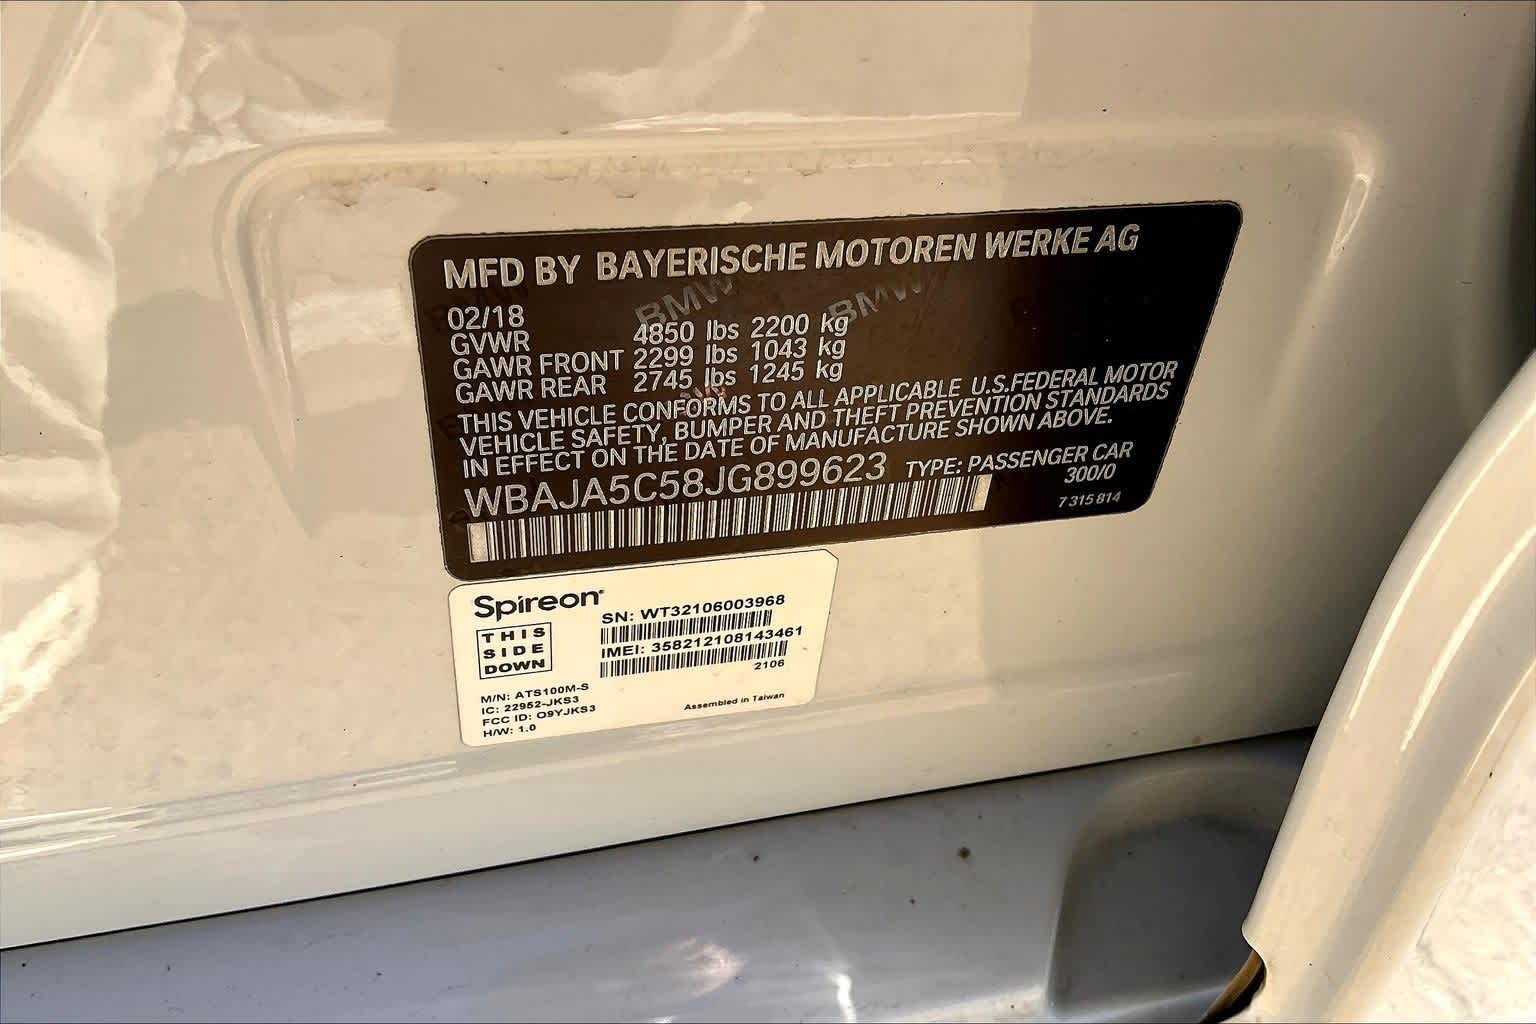 MFD BY BAYERISCHE MOTOREN WERKE AG
BMW BMW
02/18
GVWR 4850 lbs 2200 kg
GAWR FRONT 2299 lbs 1043 kg
GAWR REAR 2745 lbs 1245 kg
THIS VEHICLE CONFORMS TO ALL APPLICABLE U.S.FEDERAL MOTOR
VEHICLE SAFETY, BUMPER AND THEFT PREVENTION STANDARDS
IN EFFECT ON THE DATE OF MANUFACTURE SHOWN ABOVE.
WBAJA5C58JG899623 TYPE: PASSENGER CAR
300/0
7 315 814
Spireon®
THIS
SIDE
DOWN
SN: WT32106003968
IMEI: 358212108143461
2106
M/N: ATS100M-S
IC: 22952-JKS3
FCC ID: O9YJKS3
H/W: 1.0
Assembled in Taiwan